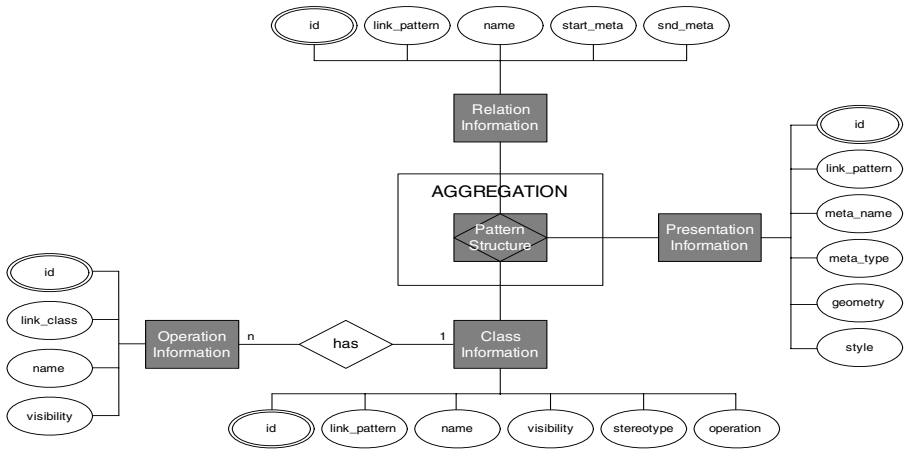 id
link_pattern
name
start_meta
snd_meta
Relation
Information
id
link_pattern
meta_name
meta_type
geometry
style
AGGREGATION
Pattern
Structure
Presentation
Information
id
link_class
name
visibility
Operation
Information
n
has
1
Class
Information
id
link_pattern
name
visibility
stereotype
operation